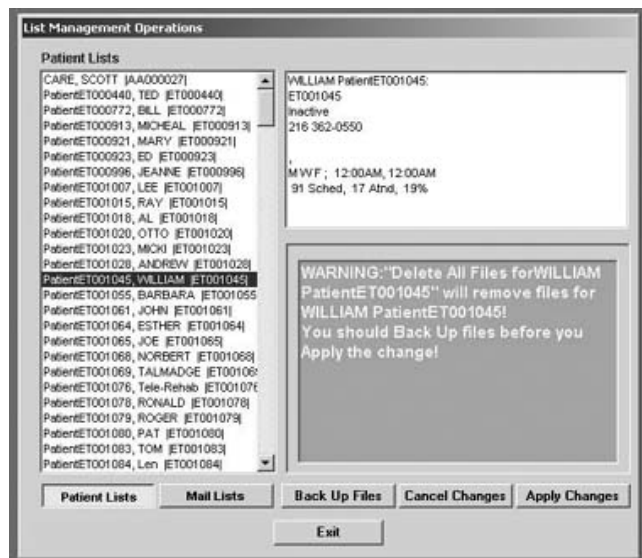 List Management Operations
Patient Lists
CARE, SCOTT |AA000027|
PatientET000440, TED |ET000440|
PatientET000772, BILL |ET000772|
PatientET000913, MICHEAL |ET000913|
PatientET000921, MARY |ET000921|
PatientET000923, ED |ET000923|
PatientET000996, JEANNE |ET000996|
PatientET001007, LEE |ET001007|
PatientET001015, RAY |ET001015|
PatientET001018, AL |ET001018|
PatientET001020, OTTO |ET001020|
PatientET001023, MICKI |ET001023|
PatientET001028, ANDREW |ET001028|
PatientET001045, WILLIAM |ET001045|
PatientET001055, BARBARA |ET001055
PatientET001061, JOHN |ET001061|
PatientET001064, ESTHER |ET001064|
PatientET001065, JOE |ET001065|
PatientET001068, NORBERT |ET001068|
PatientET001069, TALMADGE |ET00106
PatientET001076, Tele-Rehab |ET001076
PatientET001078, RONALD |ET001078|
PatientET001079, ROGER |ET001079|
PatientET001080, PAT |ET001080|
PatientET001083, TOM |ET001083|
PatientET001084, Len |ET001084|
WILLIAM PatientET001045:
ET001045
Inactive
216 362-0550
,
M W F ; 12:00AM, 12:00AM
91 Sched, 17 Atnd, 19%
WARNING:"Delete All Files forWILLIAM
PatientET001045" will remove files for
WILLIAM PatientET001045!
You should Back Up files before you
Apply the change!
Patient Lists
Mail Lists
Back Up Files
Cancel Changes
Apply Changes
Exit